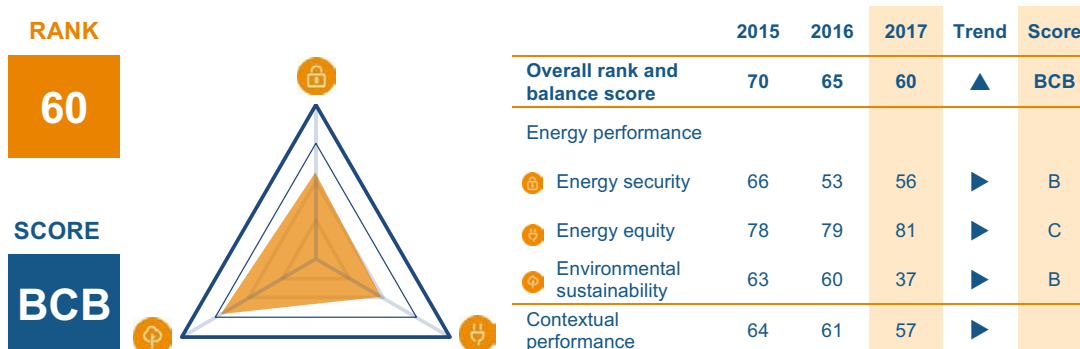 RANK
60
SCORE
BCB
2015 2016 2017 Trend Score
Overall rank and
balance score 70 65 60 BCB
Energy performance
Energy security 66 53 56 B
Energy equity 78 79 81 C
Environmental
sustainability 63 60 37 B
Contextual
performance 64 61 57